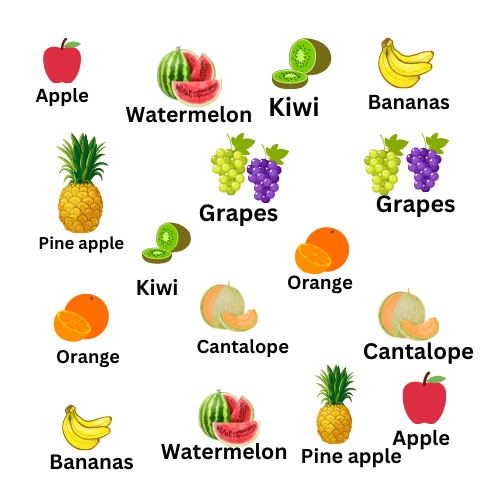 Apple
Watermelon
Kiwi
Bananas
Pine apple
Grapes
Grapes
Kiwi
Orange
Orange
Cantalope
Cantalope
Bananas
Watermelon
Pine apple
Apple